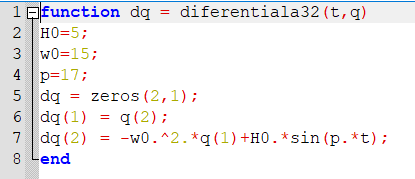 1 function dq = diferentiala32(t,q)
2 H0=5;
3 w0=15;
4 p=17;
5 dq = zeros(2,1);
6 dq(1) = q(2);
7 dq(2) = -w0.^2.*q(1)+H0.*sin(p.*t);
8 end